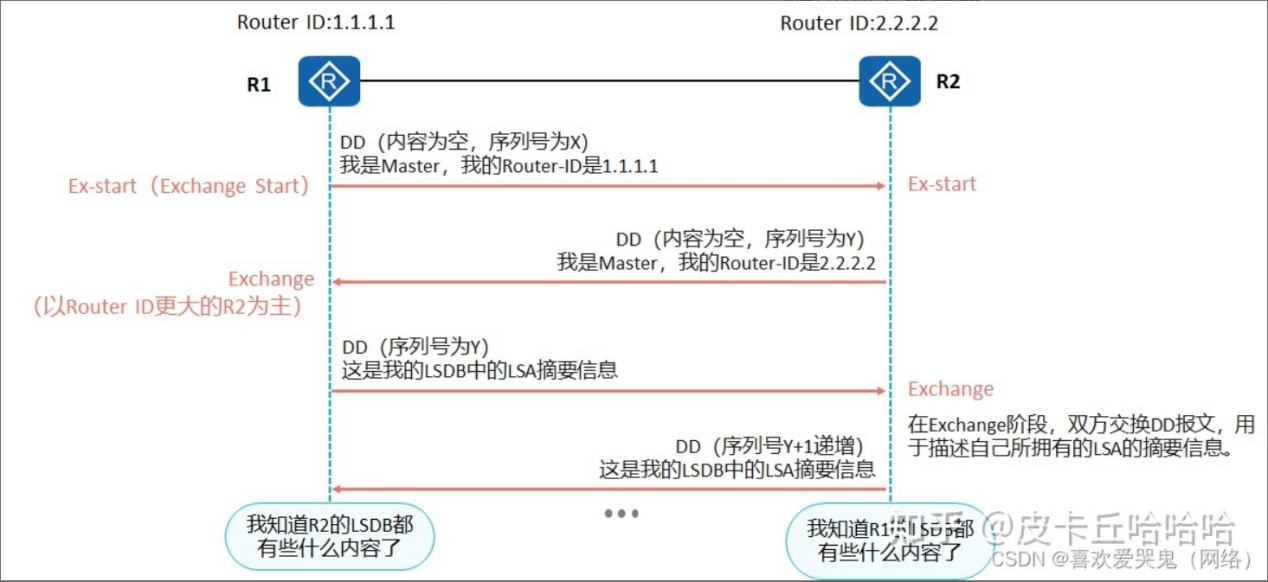 Router ID:1.1.1.1
Router ID:2.2.2.2
R1
R
R
R2
DD（内容为空，序列号为X)
我是Master，我的Router-ID是1.1.1.1
Ex-start（Exchange Start）
Ex-start
DD（内容为空，序列号为Y）
我是Master，我的Router-ID是2.2.2.2
Exchange
（以Router ID更大的R2为主）
DD（序列号为Y)
这是我的LSDB中的LSA摘要信息
Exchange
在Exchange阶段，双方交换DD报文，用
于描述自己所拥有的LSA的摘要信息。
DD（序列号Y+1递增）
这是我的LSDB中的LSA摘要信息
•••
我知道R2的LSDB都
有些什么内容了
我知道R1的LSDB都
有些什么内容了
知乎 @皮卡丘哈哈哈
CSDN @喜欢爱哭鬼（网络）